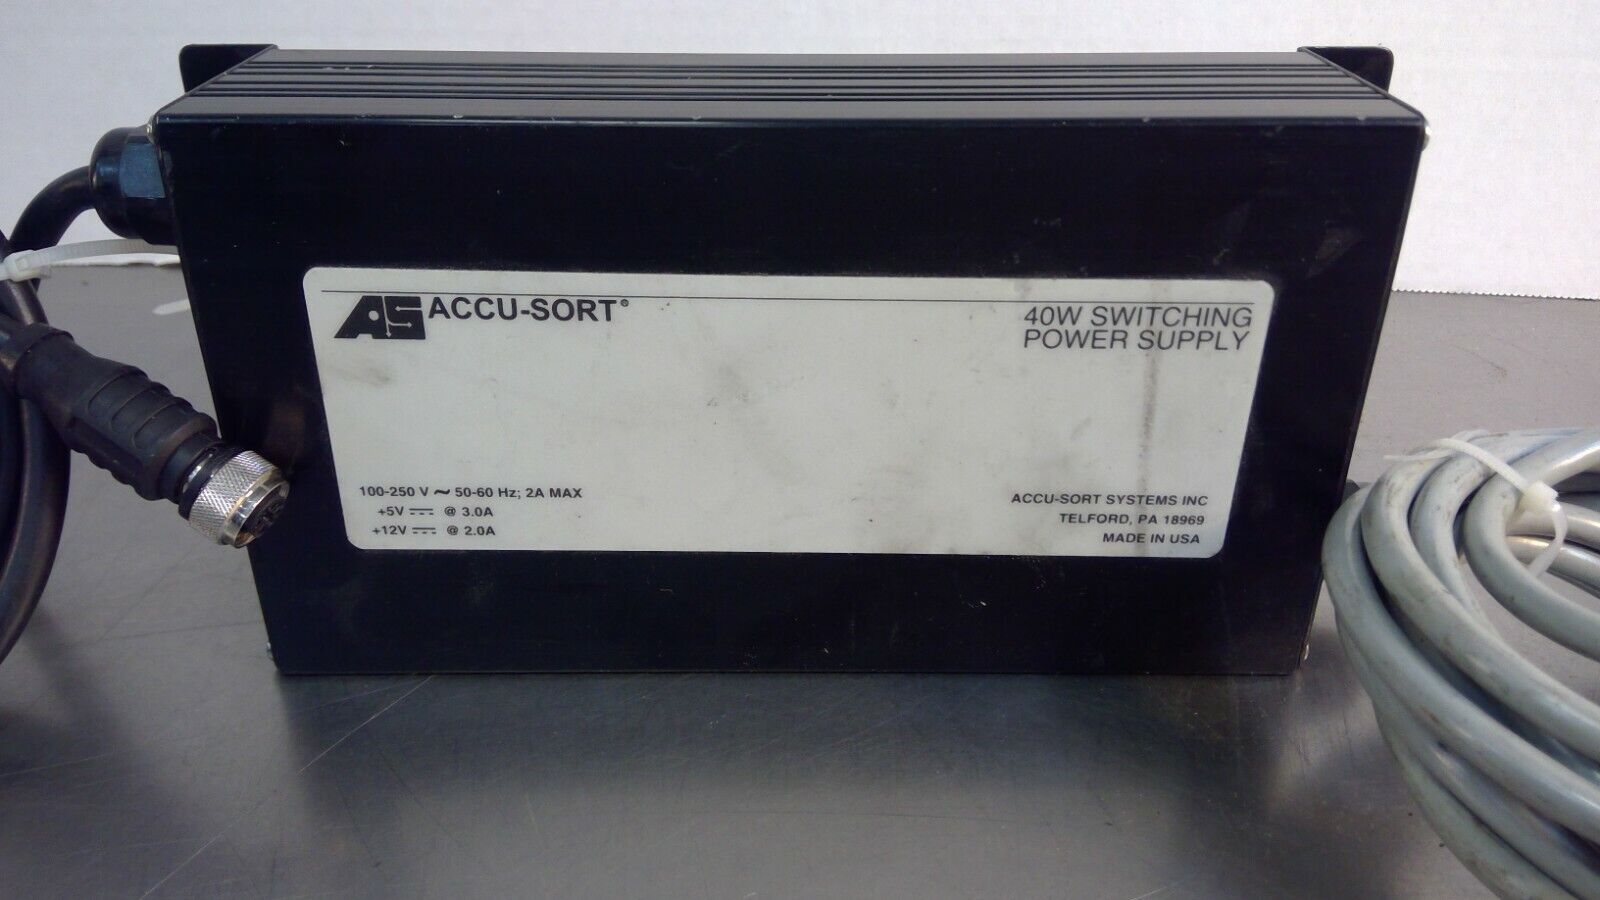 AS ACCU-SORT®
40W SWITCHING
POWER SUPPLY
100-250 V ~ 50-60 Hz; 2A MAX
+5V ⎓ @ 3.0A
+12V ⎓ @ 2.0A
ACCU-SORT SYSTEMS INC
TELFORD, PA 18969
MADE IN USA